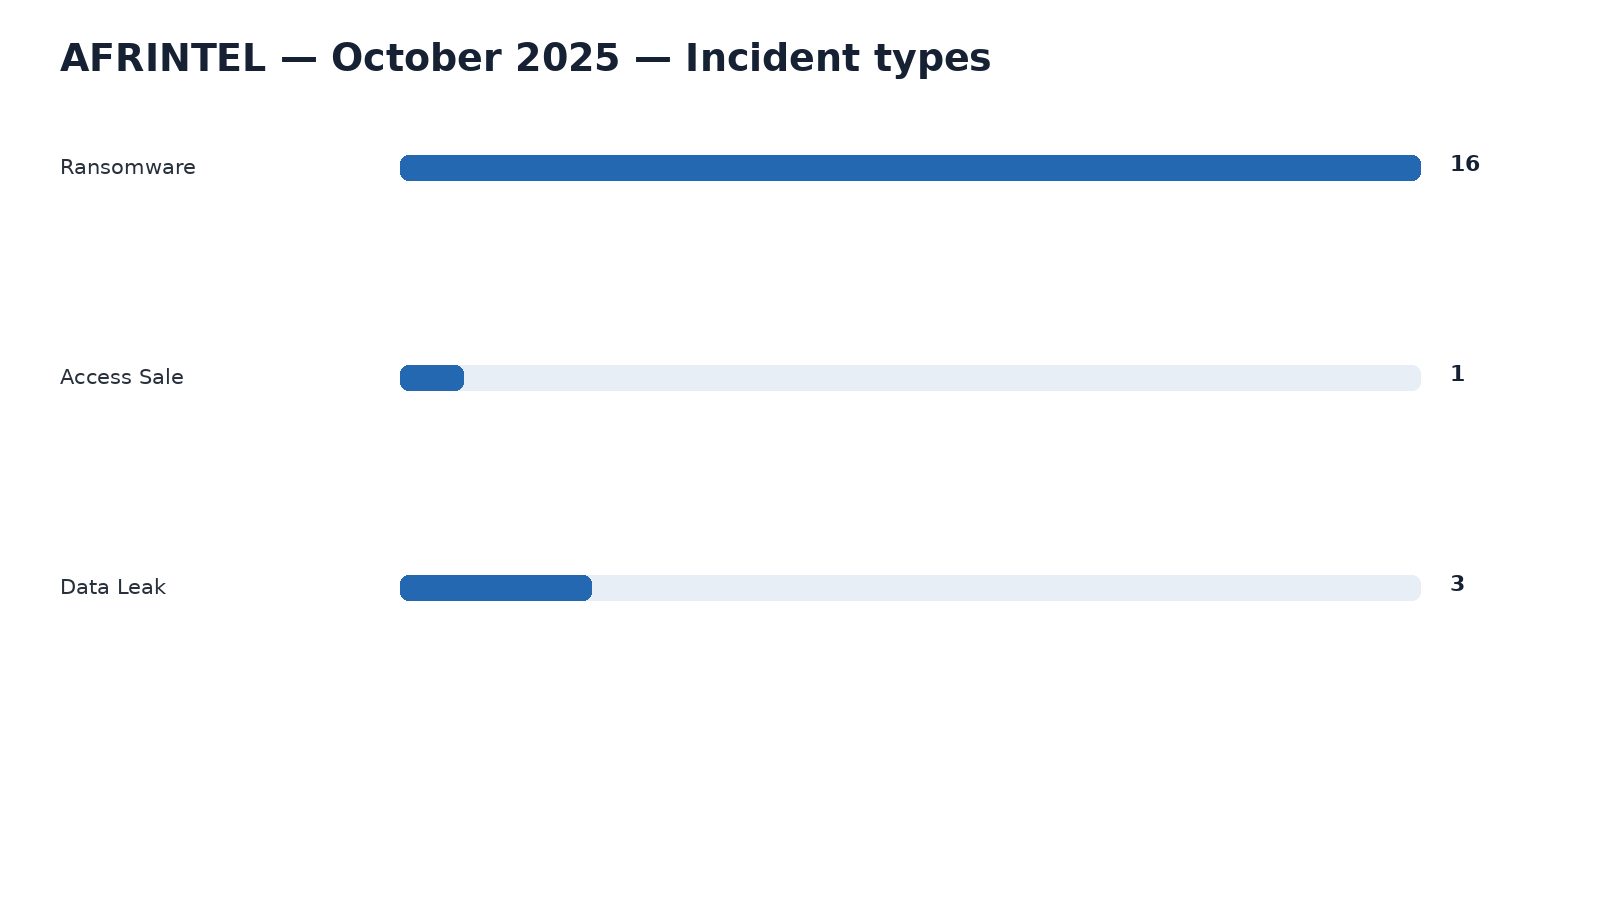 AFRINTEL — October 2025 — Incident types
Ransomware 16
Access Sale 1
Data Leak 3